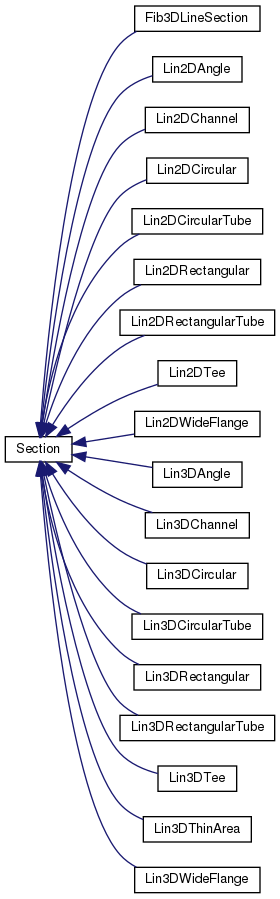 Fib3DLineSection
Lin2DAngle
Lin2DChannel
Lin2DCircular
Lin2DCircularTube
Lin2DRectangular
Lin2DRectangularTube
Lin2DTee
Lin2DWideFlange
Section
Lin3DAngle
Lin3DChannel
Lin3DCircular
Lin3DCircularTube
Lin3DRectangular
Lin3DRectangularTube
Lin3DTee
Lin3DThinArea
Lin3DWideFlange